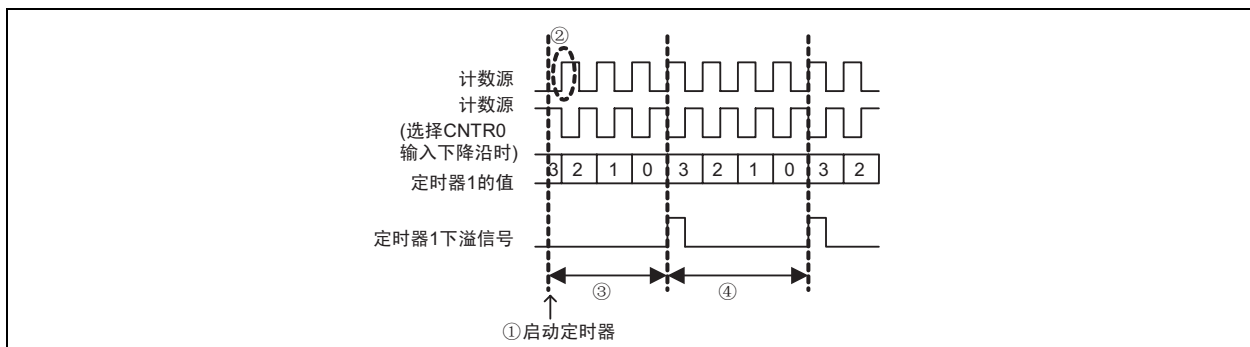 ②
计数源
计数源
(选择CNTR0
输入下降沿时)
定时器1的值
3 2 1 0 3 2 1 0 3 2
定时器1下溢信号
③ ④
①启动定时器